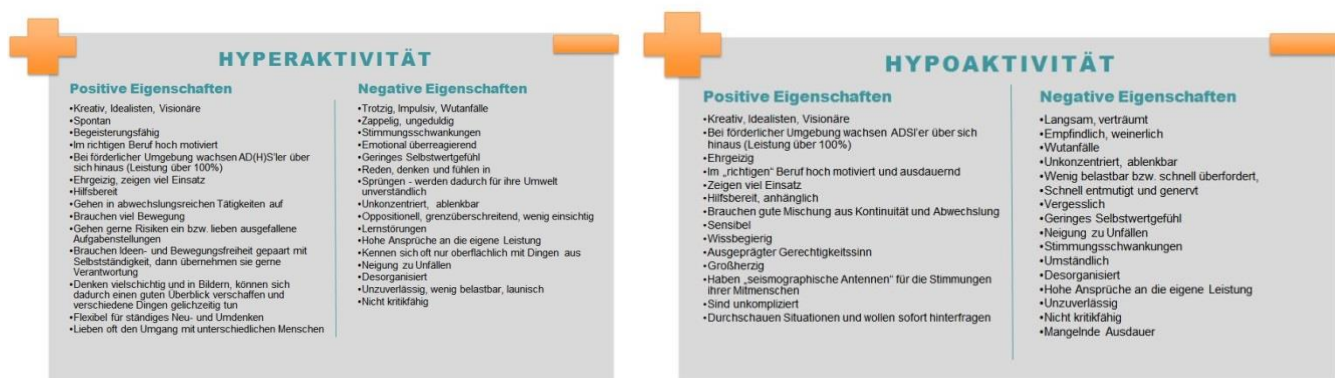 HYPERAKTIVITÄT
Positive Eigenschaften
•Kreativ, Idealisten, Visionäre
•Spontan
•Begeisterungsfähig
•Im richtigen Beruf hoch motiviert
•Bei förderlicher Umgebung wachsen AD(H)S'ler über
sich hinaus (Leistung über 100%)
•Ehrgeizig, zeigen viel Einsatz
•Hilfsbereit
•Gehen in abwechslungsreichen Tätigkeiten auf
•Brauchen viel Bewegung
•Gehen gerne Risiken ein bzw. lieben ausgefallene
Aufgabenstellungen
•Brauchen Ideen- und Bewegungsfreiheit gepaart mit
Selbstständigkeit, dann übernehmen sie gerne
Verantwortung
•Denken vielschichtig und in Bildern, können sich
dadurch einen guten Überblick verschaffen und
verschiedene Dingen gelichzeitig tun
•Flexibel für ständiges Neu- und Umdenken
•Lieben oft den Umgang mit unterschiedlichen Menschen
Negative Eigenschaften
•Trotzig, Impulsiv, Wutanfälle
•Zappelig, ungeduldig
•Stimmungsschwankungen
•Emotional überreagierend
•Geringes Selbstwertgefühl
•Reden, denken und fühlen in
•Sprüngen - werden dadurch für ihre Umwelt
unverständlich
•Unkonzentriert, ablenkbar
•Oppositionell, grenzüberschreitend, wenig einsichtig
•Lernstörungen
•Hohe Ansprüche an die eigene Leistung
•Kennen sich oft nur oberflächlich mit Dingen aus
•Neigung zu Unfällen
•Desorganisiert
•Unzuverlässig, wenig belastbar, launisch
•Nicht kritikfähig
HYPOAKTIVITÄT
Positive Eigenschaften
•Kreativ, Idealisten, Visionäre
•Bei förderlicher Umgebung wachsen ADSl'er über sich
hinaus (Leistung über 100%)
•Ehrgeizig
•Im „richtigen" Beruf hoch motiviert und ausdauernd
•Zeigen viel Einsatz
•Hilfsbereit, anhänglich
•Brauchen gute Mischung aus Kontinuität und Abwechslung
•Sensibel
•Wissbegierig
•Ausgeprägter Gerechtigkeitssinn
•Großherzig
•Haben „seismographische Antennen" für die Stimmungen
ihrer Mitmenschen
•Sind unkompliziert
•Durchschauen Situationen und wollen sofort hinterfragen
Negative Eigenschaften
•Langsam, verträumt
•Empfindlich, weinerlich
•Wutanfälle
•Unkonzentriert, ablenkbar
•Wenig belastbar bzw. schnell überfordert,
•Schnell entmutigt und genervt
•Vergesslich
•Geringes Selbstwertgefühl
•Neigung zu Unfällen
•Stimmungsschwankungen
•Umständlich
•Desorganisiert
•Hohe Ansprüche an die eigene Leistung
•Unzuverlässig
•Nicht kritikfähig
•Mangelnde Ausdauer